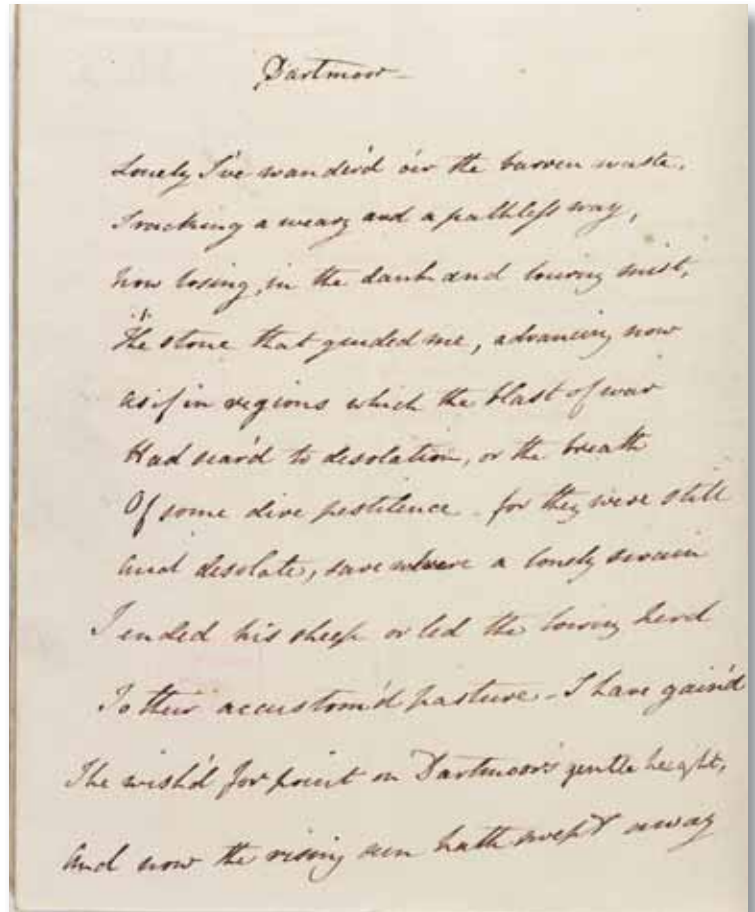 Dartmoor
Lonely I've wander'd o'er the barren waste,
Tracking a weary and a pathless way,
now losing, in the dank and louring mist,
The stone that guided me, advancing now
as if in regions which the blast of war
Had sear'd to desolation, or the breath
Of some dire pestilence - for they were still
And desolate, save where a lonely swain
Tended his sheep or led the lowing herd
To their accustom'd pasture - I have gain'd
The wish'd for point on Dartmoor's gentle height,
And now the rising sun hath swept away